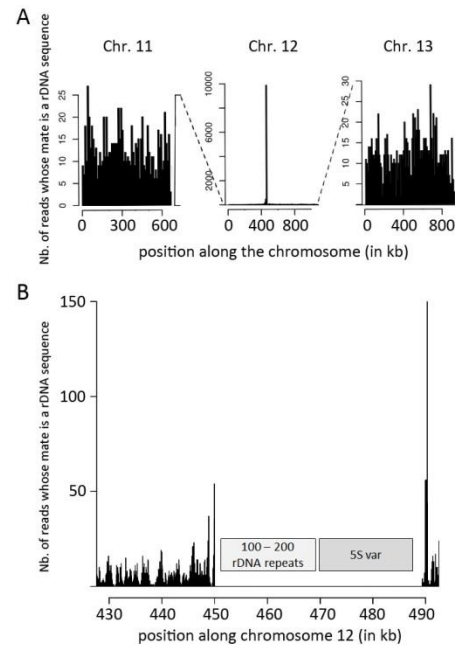 A
Chr. 11
Chr. 12
Chr. 13
Nb. of reads whose mate is a rDNA sequence
0
5
10
15
20
25
0
300
600
2000
6000
10000
0
400
800
0
5
10
15
20
25
30
0
400
800
position along the chromosome (in kb)
B
Nb. of reads whose mate is a rDNA sequence
150
100
50
100 – 200
rDNA repeats
5S var
430
440
450
460
470
480
490
position along chromosome 12 (in kb)